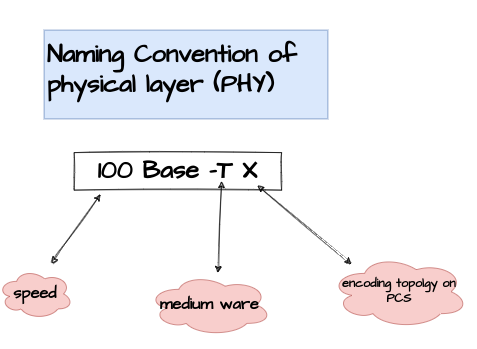 Naming Convention of
physical layer (PHY)
100 Base -T X
speed
medium ware
encoding topolgy on
PCS